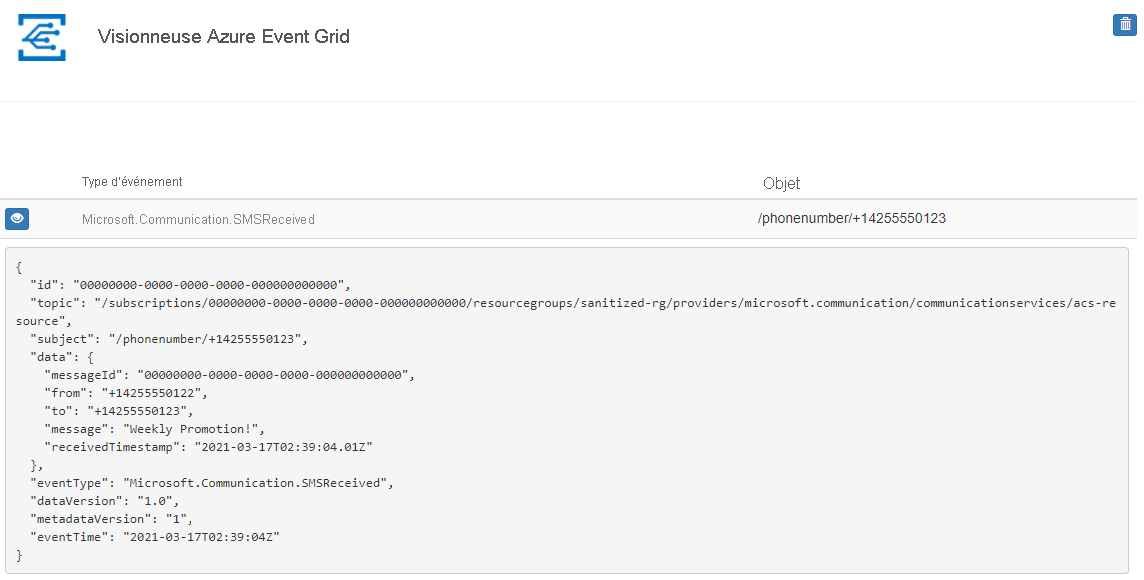 Visionneuse Azure Event Grid
Type d'événement Objet
Microsoft.Communication.SMSReceived /phonenumber/+14255550123
{
  "id": "00000000-0000-0000-0000-000000000000",
  "topic": "/subscriptions/00000000-0000-0000-0000-000000000000/resourcegroups/sanitized-rg/providers/microsoft.communication/communicationservices/acs-re
source",
  "subject": "/phonenumber/+14255550123",
  "data": {
    "messageId": "00000000-0000-0000-0000-000000000000",
    "from": "+14255550122",
    "to": "+14255550123",
    "message": "Weekly Promotion!",
    "receivedTimestamp": "2021-03-17T02:39:04.01Z"
  },
  "eventType": "Microsoft.Communication.SMSReceived",
  "dataVersion": "1.0",
  "metadataVersion": "1",
  "eventTime": "2021-03-17T02:39:04Z"
}